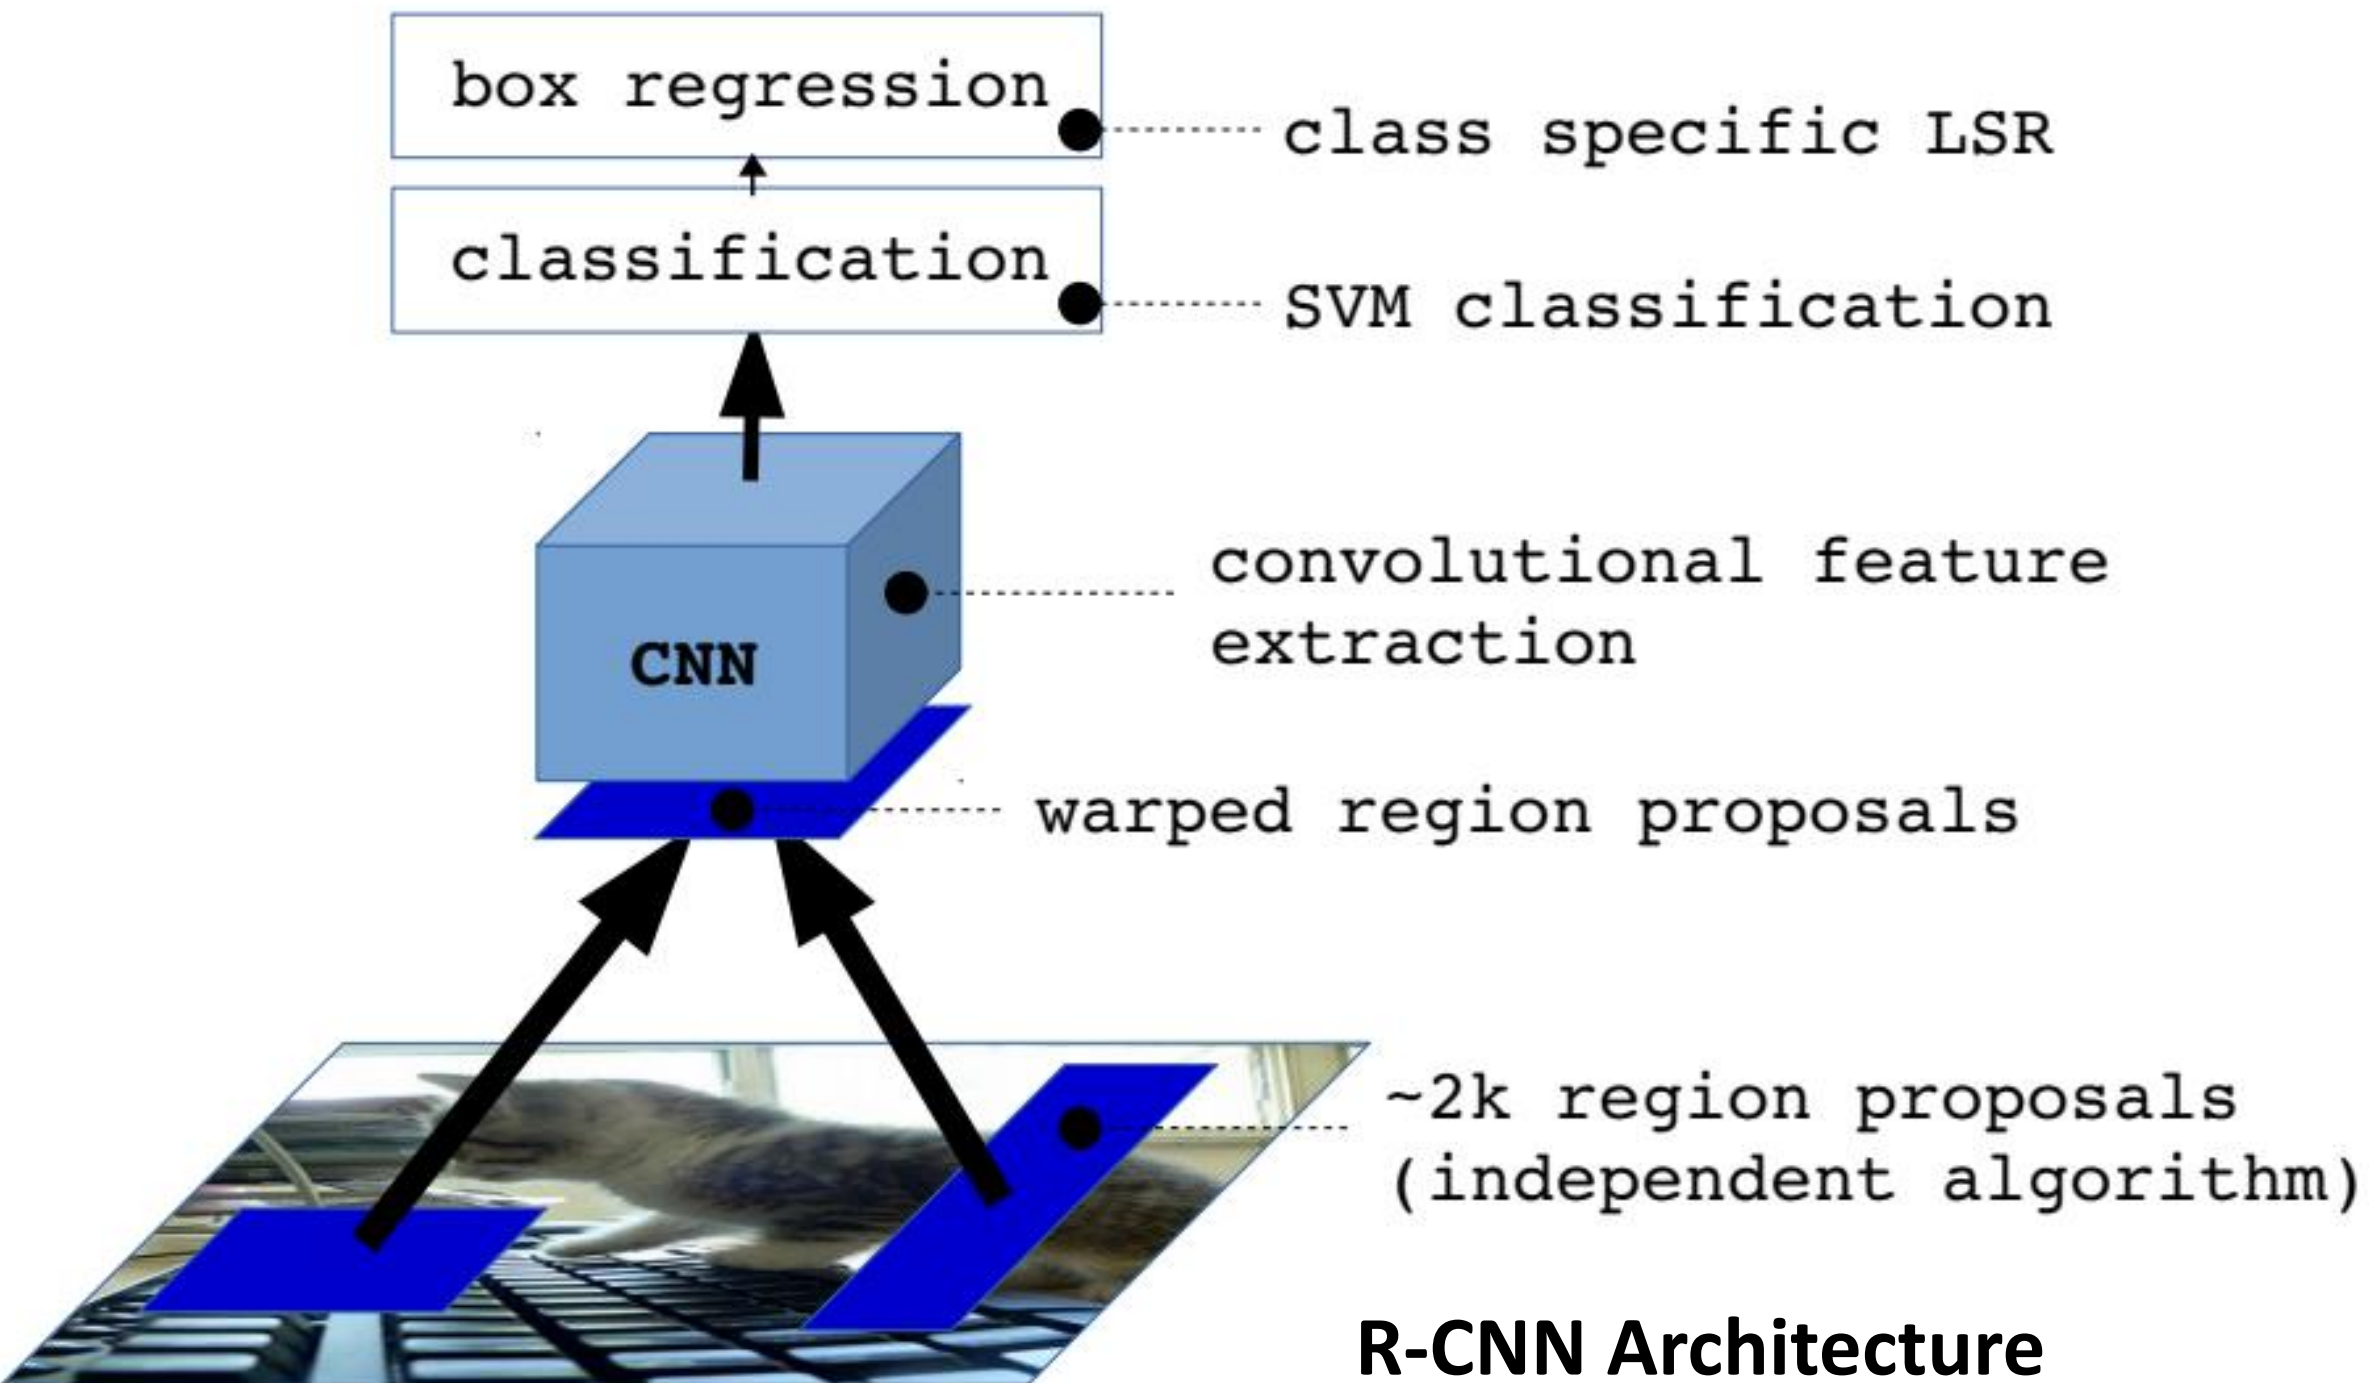 box regression
class specific LSR
classification
SVM classification
convolutional feature
extraction
CNN
warped region proposals
~2k region proposals
(independent algorithm)
R-CNN Architecture